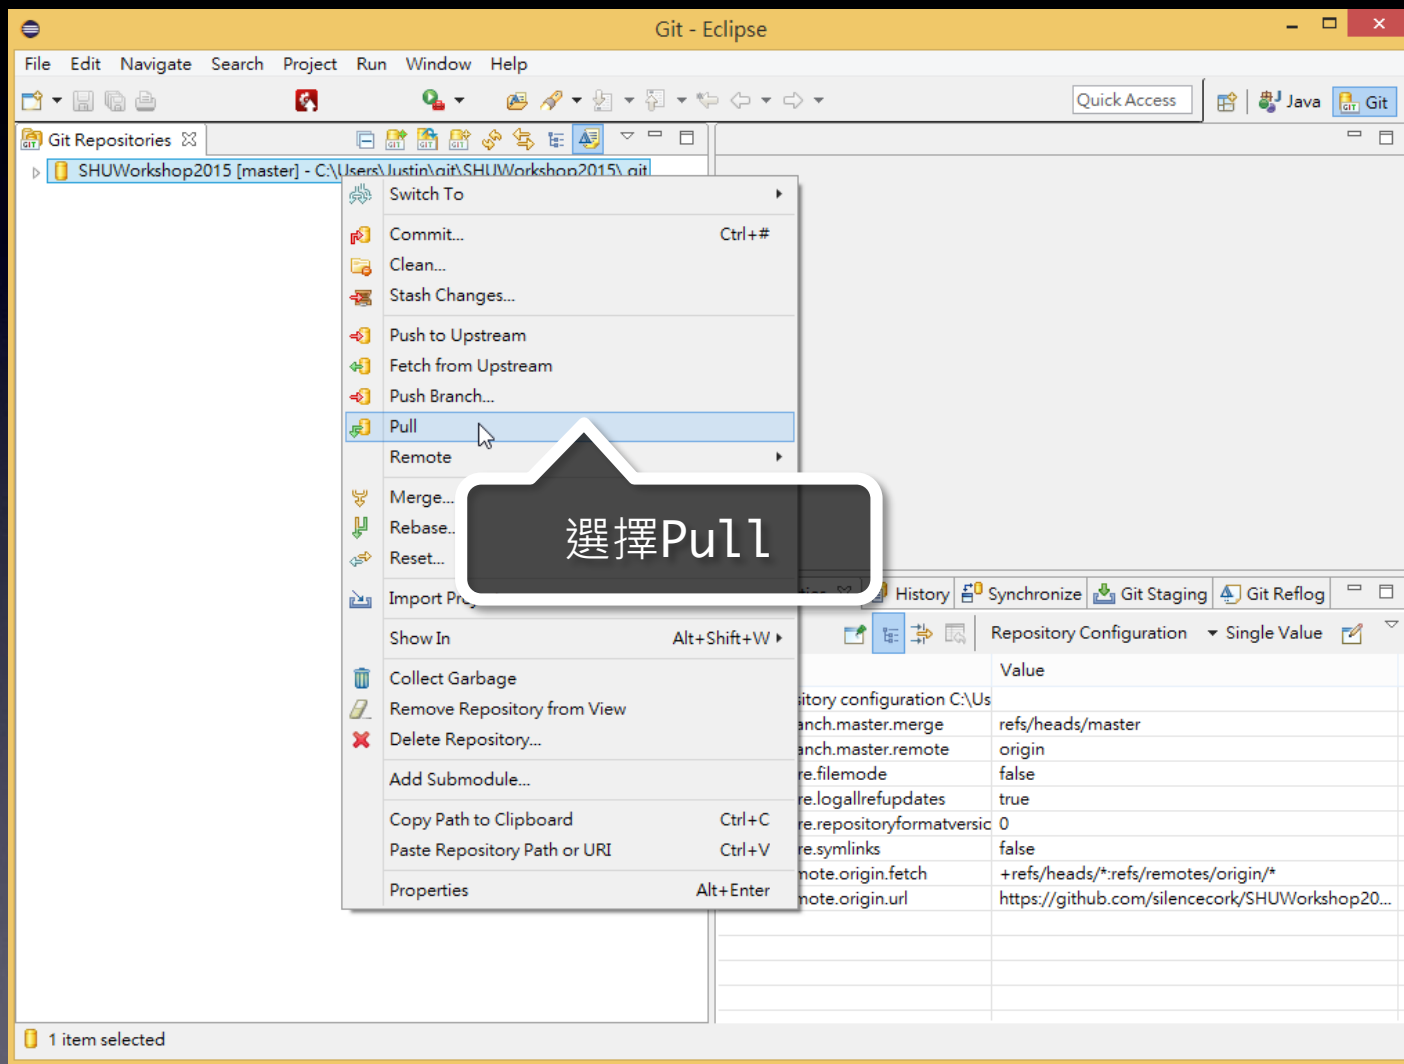 Git - Eclipse
File Edit Navigate Search Project Run Window Help
Quick Access
Java
Git
Git Repositories
SHUWorkshop2015 [master] - C:\Users\Justin\git\SHUWorkshop2015\.git
Switch To
Commit... Ctrl+#
Clean...
Stash Changes...
Push to Upstream
Fetch from Upstream
Push Branch...
Pull
Remote
Merge...
Rebase..
Reset...
選擇Pull
Import
Show In Alt+Shift+W
Collect Garbage
Remove Repository from View
Delete Repository...
Add Submodule...
Copy Path to Clipboard Ctrl+C
Paste Repository Path or URI Ctrl+V
Properties Alt+Enter
History Synchronize Git Staging Git Reflog
Repository Configuration Single Value
Value
itory configuration C:\Us
anch.master.merge refs/heads/master
anch.master.remote origin
re.filemode false
re.logallrefupdates true
re.repositoryformatversic 0
re.symlinks false
mote.origin.fetch +refs/heads/*:refs/remotes/origin/*
mote.origin.url https://github.com/silencecork/SHUWorkshop20...
1 item selected